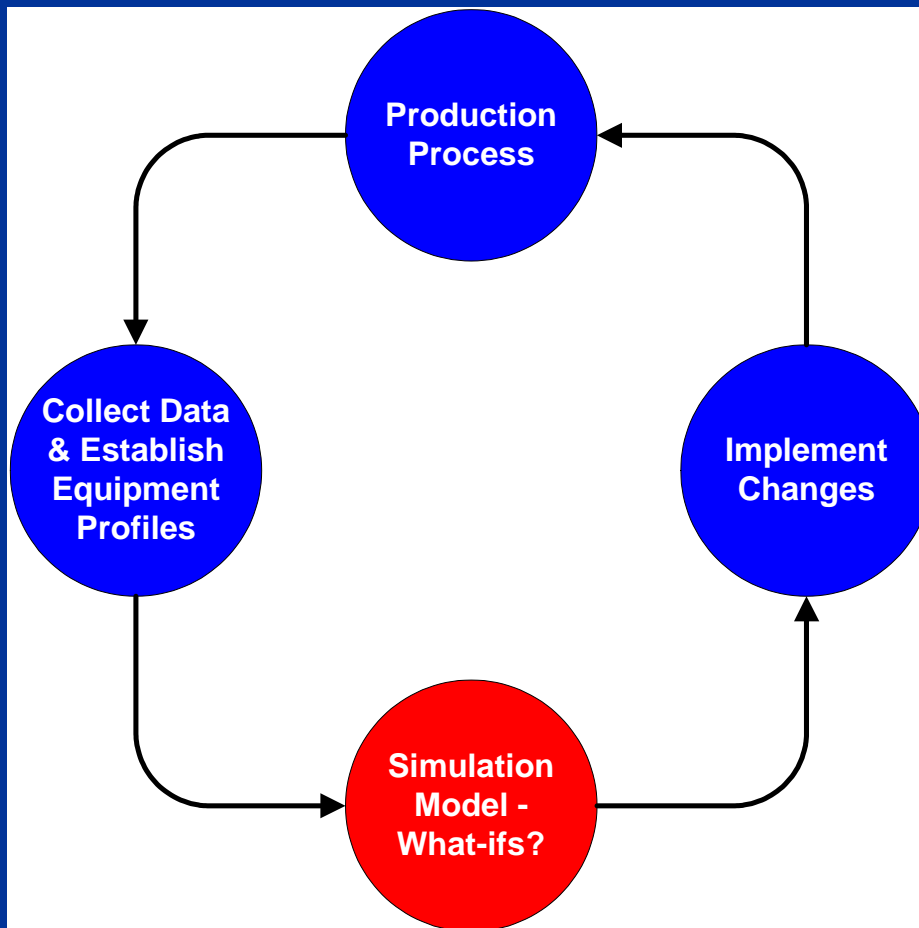 Production
Process
Collect Data
& Establish
Equipment
Profiles
Implement
Changes
Simulation
Model -
What-ifs?